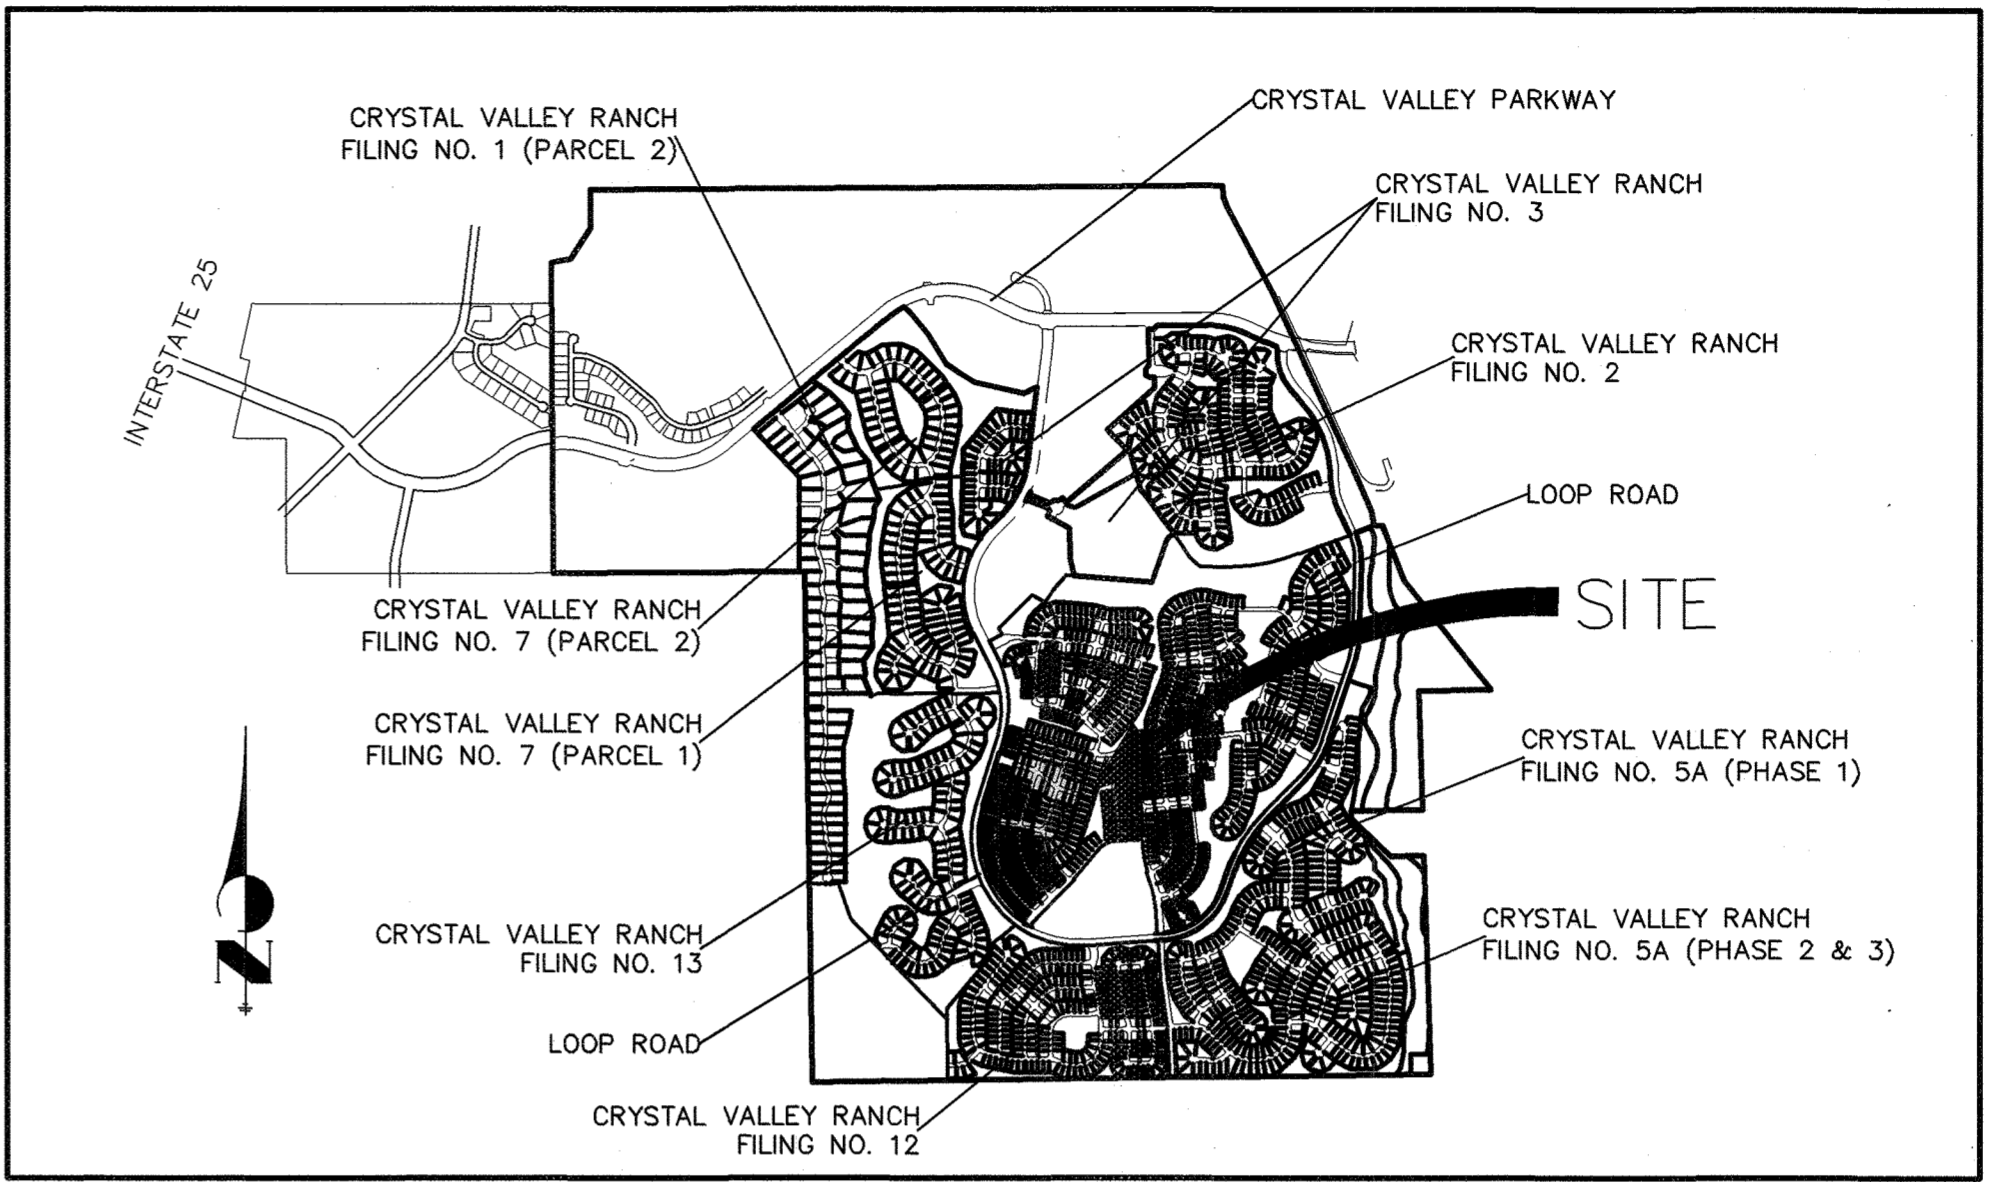 CRYSTAL VALLEY RANCH
FILING NO. 1 (PARCEL 2)
CRYSTAL VALLEY PARKWAY
CRYSTAL VALLEY RANCH
FILING NO. 3
INTERSTATE 25
CRYSTAL VALLEY RANCH
FILING NO. 2
LOOP ROAD
SITE
CRYSTAL VALLEY RANCH
FILING NO. 7 (PARCEL 2)
CRYSTAL VALLEY RANCH
FILING NO. 7 (PARCEL 1)
CRYSTAL VALLEY RANCH
FILING NO. 5A (PHASE 1)
CRYSTAL VALLEY RANCH
FILING NO. 13
CRYSTAL VALLEY RANCH
FILING NO. 5A (PHASE 2 & 3)
N
LOOP ROAD
CRYSTAL VALLEY RANCH
FILING NO. 12